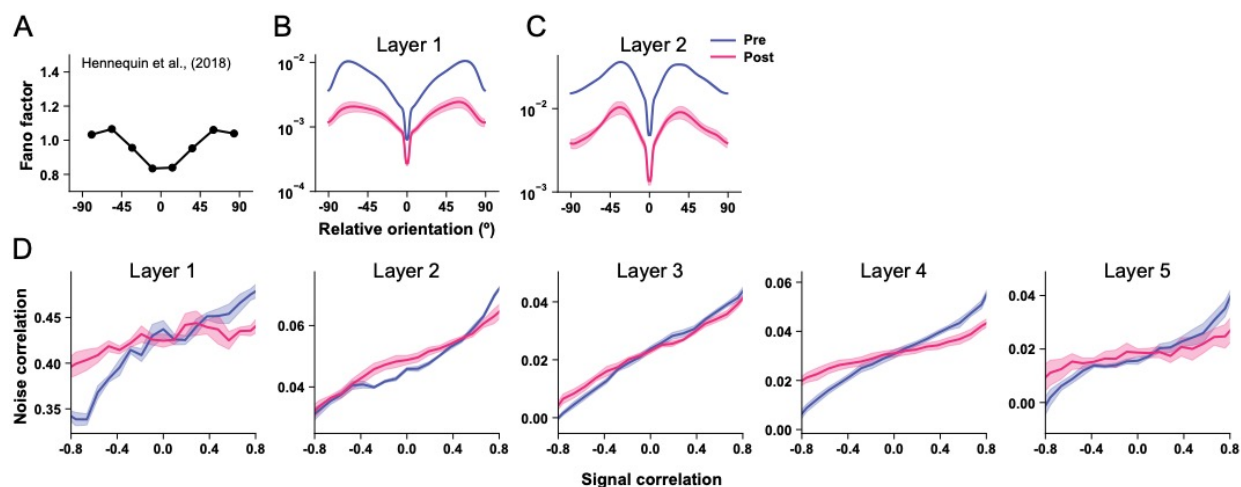 A
Hennequin et al., (2018)
Fano factor
1.4
1.2
1.0
0.8
-90 -45 0 45 90
B
Layer 1
10⁻²
10⁻³
10⁻⁴
-90 -45 0 45 90
Relative orientation (º)
C
Layer 2
Pre
Post
10⁻²
10⁻³
-90 -45 0 45 90
D
Noise correlation
Layer 1
0.45
0.40
0.35
-0.8 -0.4 0.0 0.4 0.8
Layer 2
0.06
0.04
-0.8 -0.4 0.0 0.4 0.8
Layer 3
0.04
0.02
0.00
-0.8 -0.4 0.0 0.4 0.8
Layer 4
0.06
0.04
0.02
0.00
-0.8 -0.4 0.0 0.4 0.8
Layer 5
0.04
0.02
0.00
-0.8 -0.4 0.0 0.4 0.8
Signal correlation